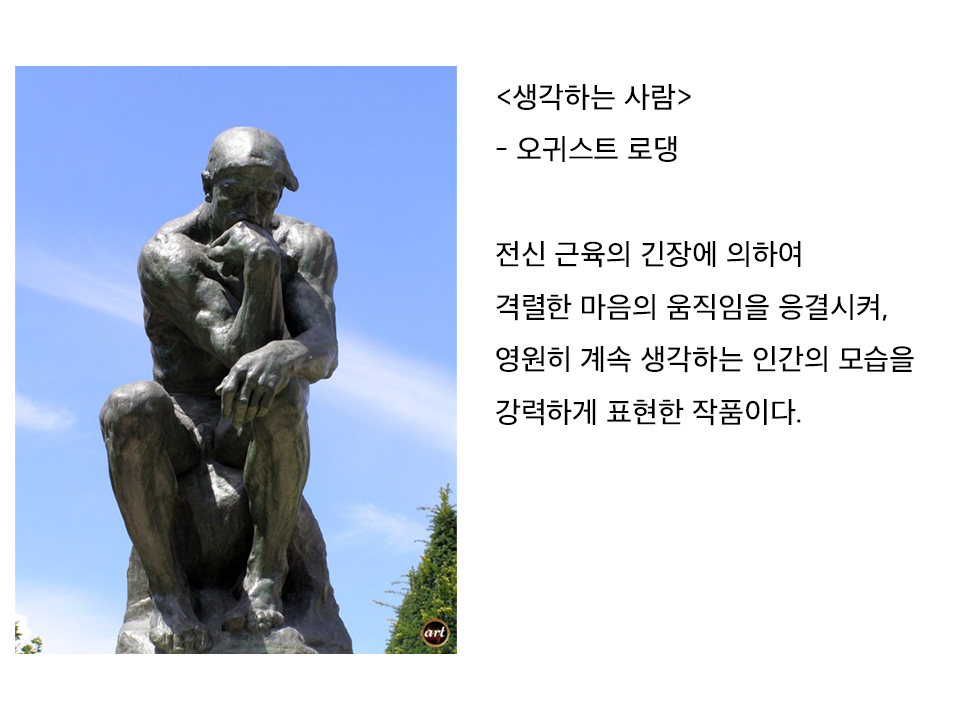 <생각하는 사람>
- 오귀스트 로댕
전신 근육의 긴장에 의하여
격렬한 마음의 움직임을 응결시켜,
영원히 계속 생각하는 인간의 모습을
강력하게 표현한 작품이다.
art